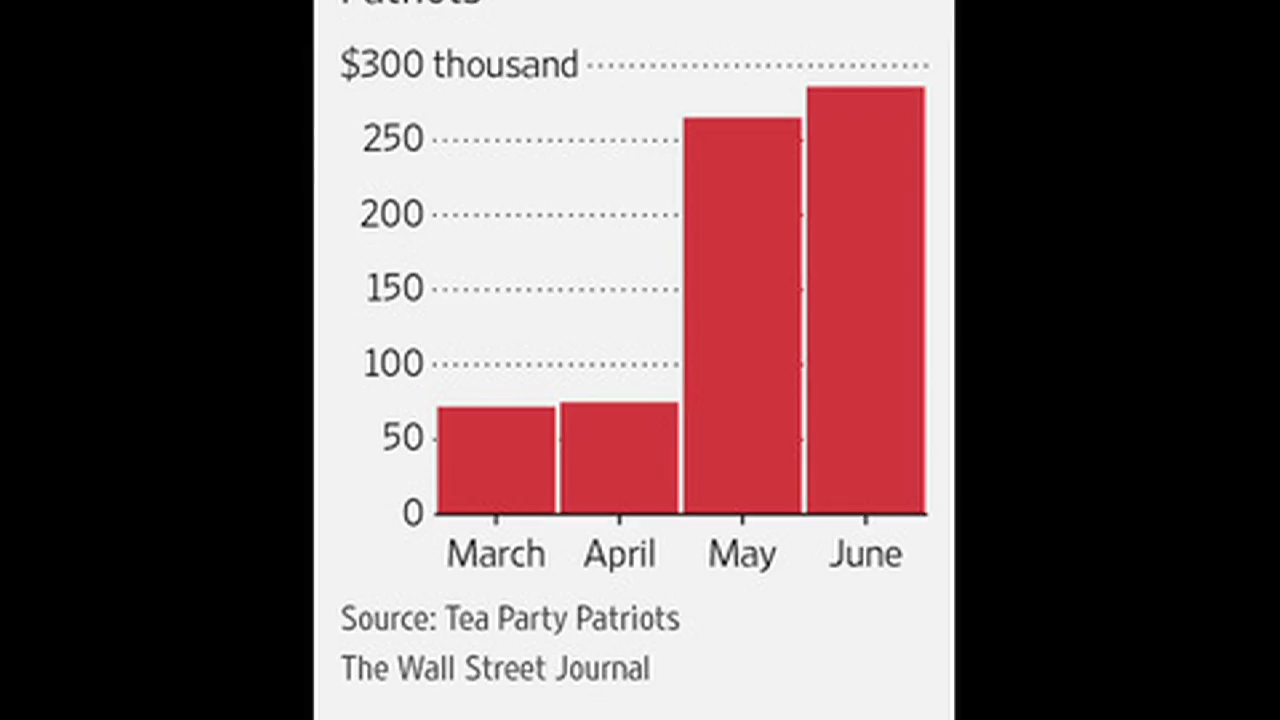 Patriots
$300 thousand
250
200
150
100
50
0
March April May June
Source: Tea Party Patriots
The Wall Street Journal